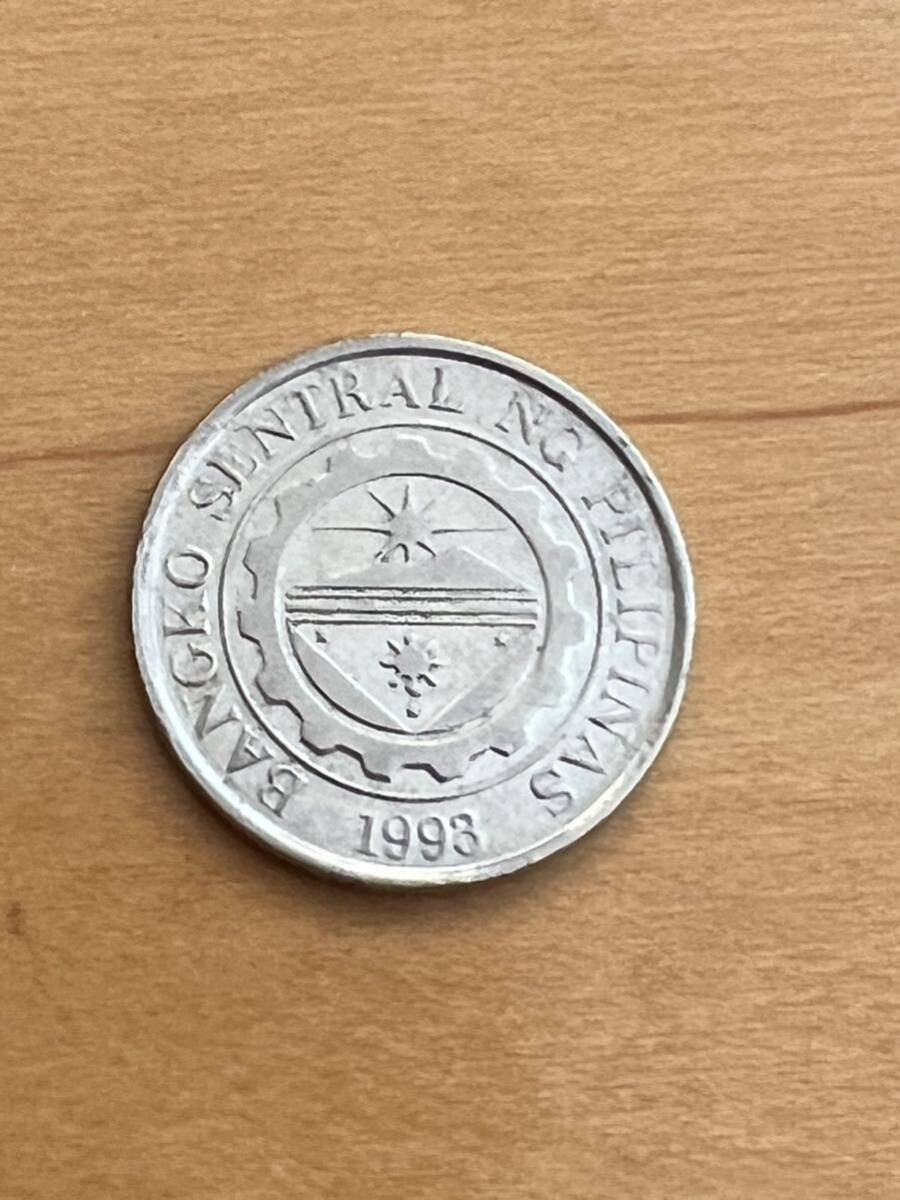 BANGKO SENTRAL NG PILIPINAS
1993